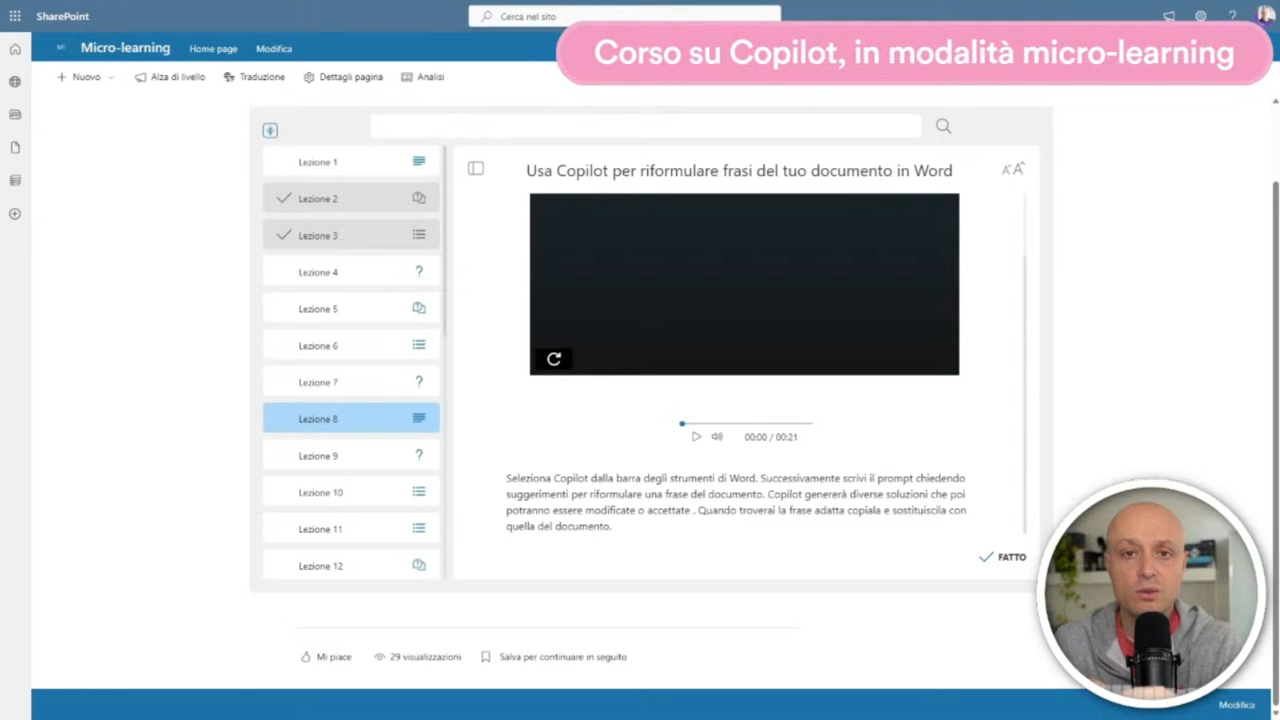 SharePoint
Cerca nel sito
?
Micro-learning
Home page
Modifica
Corso su Copilot, in modalità micro-learning
Nuovo
Alza di livello
Traduzione
Dettagli pagina
Analisi
Lezione 1
Lezione 2
Lezione 3
Lezione 4
?
Lezione 5
Lezione 6
Lezione 7
?
Lezione 8
Lezione 9
?
Lezione 10
Lezione 11
Lezione 12
Usa Copilot per riformulare frasi del tuo documento in Word
AA
00:00 / 00:21
Seleziona Copilot dalla barra degli strumenti di Word. Successivamente scrivi il prompt chiedendo
suggerimenti per riformulare una frase del documento. Copilot genererà diverse soluzioni che poi
potranno essere modificate o accettate . Quando troverai la frase adatta copiala e sostituiscila con
quella del documento.
FATTO
Mi piace
29 visualizzazioni
Salva per continuare in seguito
Modifica